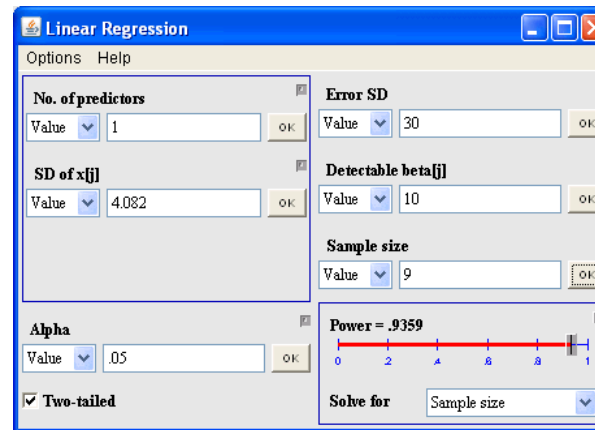 Linear Regression
Options Help
No. of predictors
Value 1 OK
SD of x[j]
Value 4.082 OK
Alpha
Value .05 OK
Two-tailed
Error SD
Value 30 OK
Detectable beta[j]
Value 10 OK
Sample size
Value 9 OK
Power = .9359
0 .2 .4 .6 .8 1
Solve for Sample size